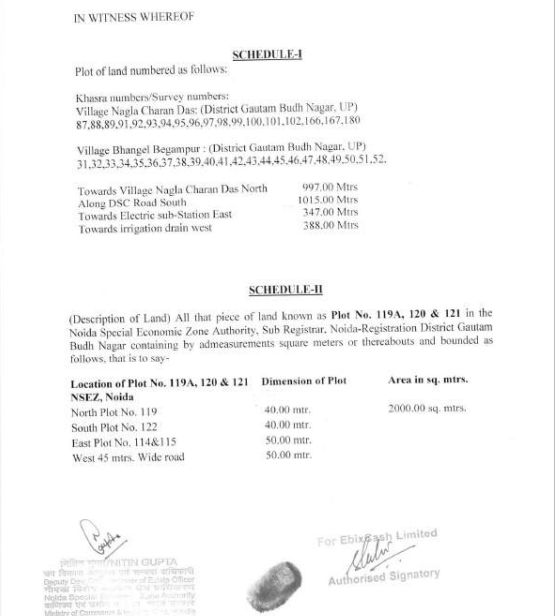 IN WITNESS WHEREOF
SCHEDULE-I
Plot of land numbered as follows:
Khasra numbers/Survey numbers:
Village Nagla Charan Das: (District Gautam Budh Nagar, UP)
87,88,89,91,92,93,94,95,96,97,98,99,100,101,102,166,167,180
Village Bhangel Begampur : (District Gautam Budh Nagar, UP)
31,32,33,34,35,36,37,38,39,40,41,42,43,44,45,46,47,48,49,50,51,52.
Towards Village Nagla Charan Das North 997.00 Mtrs
Along DSC Road South 1015.00 Mtrs
Towards Electric sub-Station East 347.00 Mtrs
Towards irrigation drain west 388.00 Mtrs
SCHEDULE-II
(Description of Land) All that piece of land known as Plot No. 119A, 120 & 121 in the
Noida Special Economic Zone Authority, Sub Registrar, Noida-Registration District Gautam
Budh Nagar containing by admeasurements square meters or thereabouts and bounded as
follows, that is to say-
Location of Plot No. 119A, 120 & 121 Dimension of Plot Area in sq. mtrs.
NSEZ, Noida
North Plot No. 119 40.00 mtr. 2000.00 sq. mtrs.
South Plot No. 122 40.00 mtr.
East Plot No. 114&115 50.00 mtr.
West 45 mtrs. Wide road 50.00 mtr.
For EbixCash Limited
NITIN GUPTA
Authorised Signatory
Noida Special Zone Authority